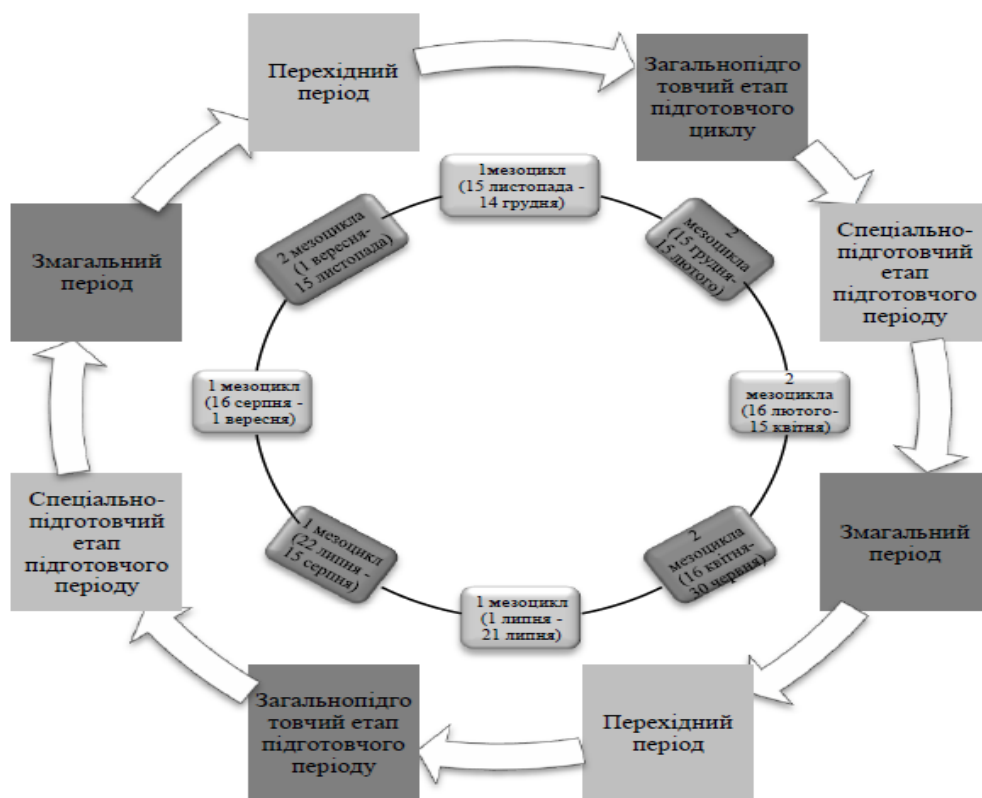 Перехідний
період
Загальнопідго
товчий етап
підготовчого
циклу
Спеціально-
підготовчий
етап
підготовчого
періоду
Змагальний
період
Перехідний
період
Загальнопідго
товчий етап
підготовчого
періоду
Спеціально-
підготовчий
етап
підготовчого
періоду
Змагальний
період
1мезоцикл
(15 листопада -
14 грудня)
2
мезоцикла
(15 грудня-
15 лютого)
2
мезоцикла
(16 лютого-
15 квітня)
2
мезоцикла
(16 квітня-
30 червня)
1 мезоцикл
(1 липня -
21 липня)
1 мезоцикл
(22 липня -
15 серпня)
1 мезоцикл
(16 серпня -
1 вересня)
2 мезоцикла
(1 вересня-
15 листопада)